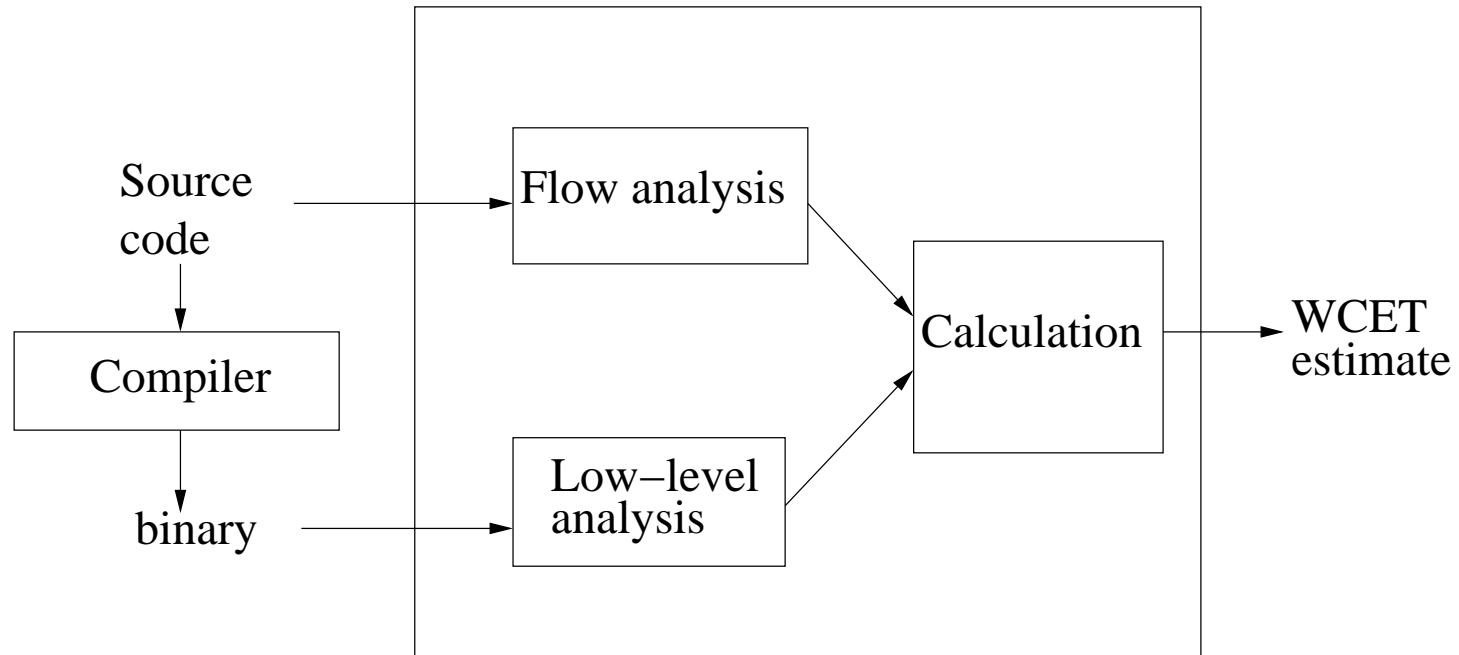 Source
code
Compiler
binary
Flow analysis
Low−level
analysis
Calculation
WCET
estimate